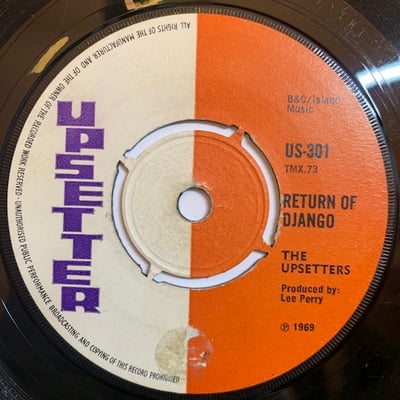 ALL RIGHTS OF THE MANUFACTURER AND OF THE OWNER OF THE RECORDED WORK RESERVED · UNAUTHORISED PUBLIC PERFORMANCE BROADCASTING AND COPYING OF THIS RECORD PROHIBITED
UPSETTER
B&C/Island
Music
US-301
TMX.73
RETURN OF
DJANGO
THE
UPSETTERS
Produced by:
Lee Perry
℗ 1969